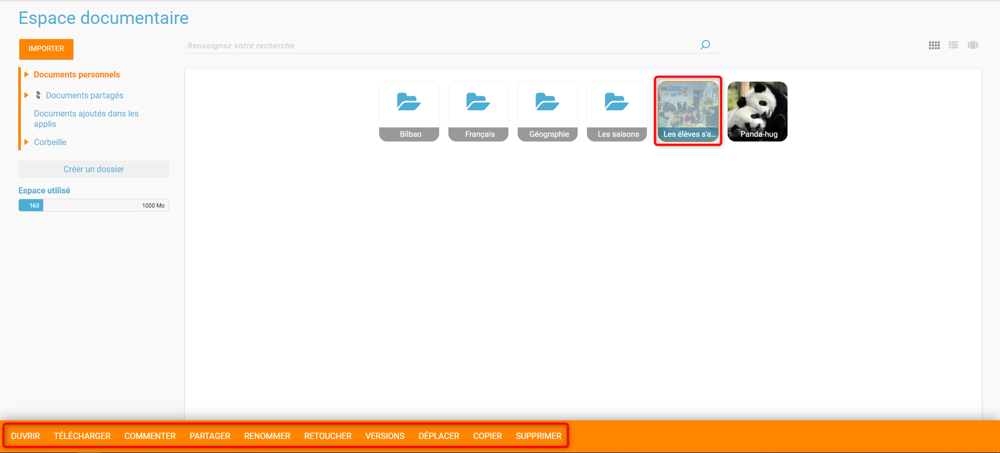 Espace documentaire
IMPORTER
Renseignez votre recherche
Documents personnels
Documents partagés
Documents ajoutés dans les
applis
Corbeille
Créer un dossier
Espace utilisé
163 1000 Mo
Bilbao Français Géographie Les saisons Les élèves s'a... Panda-hug
OUVRIR TÉLÉCHARGER COMMENTER PARTAGER RENOMMER RETOUCHER VERSIONS DÉPLACER COPIER SUPPRIMER